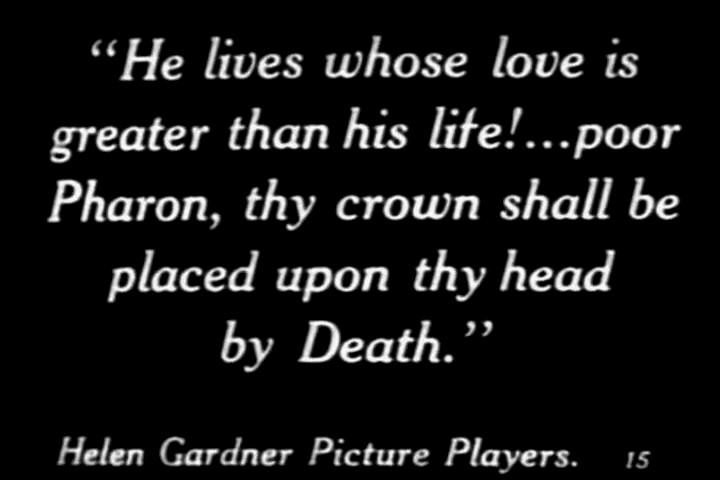 “He lives whose love is
greater than his life!...poor
Pharon, thy crown shall be
placed upon thy head
by Death.”
Helen Gardner Picture Players. 15